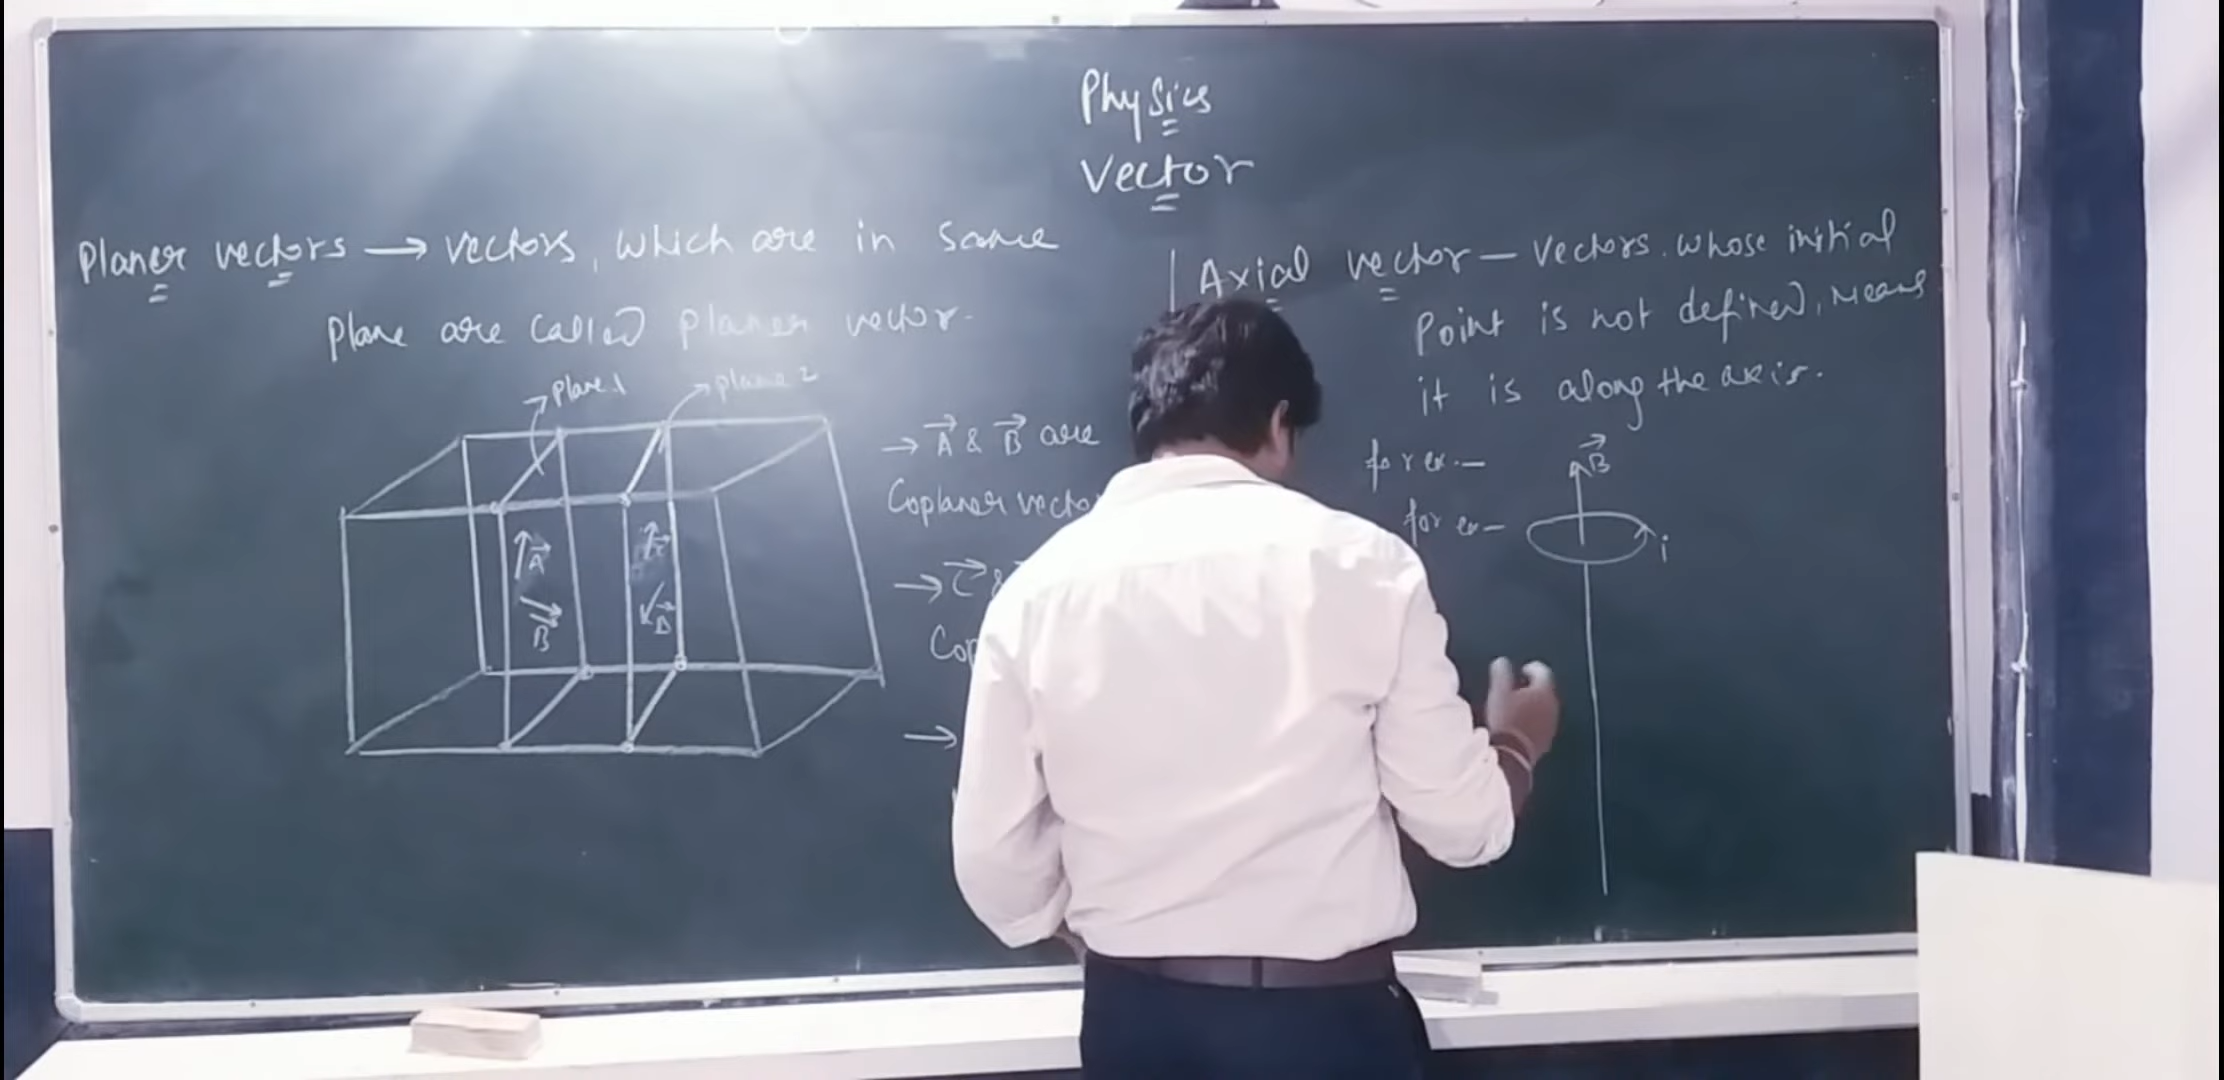 Physics
Vector
Planer vectors → vectors, which are in same
plane are called planer vector.
plane 1
plane 2
A
B
D
→ A & B are
Coplaner vecto
→ C &
Cop
→
Axial vector – Vectors. whose initial
point is not defined, means
it is along the axis.
for ex.–
for ex–
B
i